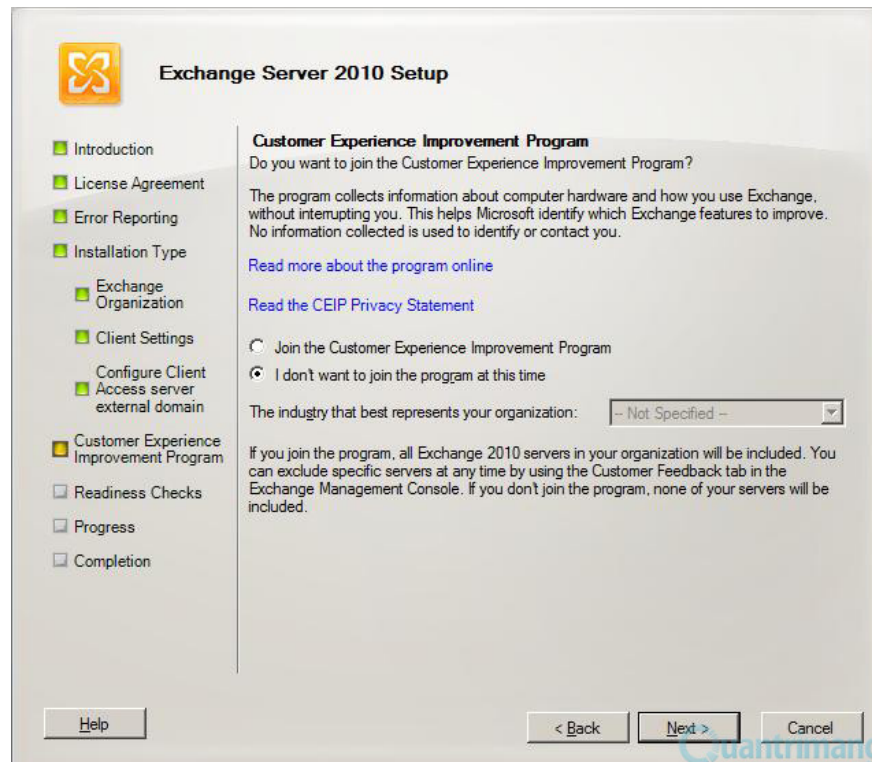 Exchange Server 2010 Setup
Introduction
License Agreement
Error Reporting
Installation Type
Exchange
Organization
Client Settings
Configure Client
Access server
external domain
Customer Experience
Improvement Program
Readiness Checks
Progress
Completion
Customer Experience Improvement Program
Do you want to join the Customer Experience Improvement Program?
The program collects information about computer hardware and how you use Exchange,
without interrupting you. This helps Microsoft identify which Exchange features to improve.
No information collected is used to identify or contact you.
Read more about the program online
Read the CEIP Privacy Statement
Join the Customer Experience Improvement Program
I don't want to join the program at this time
The industry that best represents your organization: -- Not Specified --
If you join the program, all Exchange 2010 servers in your organization will be included. You
can exclude specific servers at any time by using the Customer Feedback tab in the
Exchange Management Console. If you don't join the program, none of your servers will be
included.
Help < Back Next > Cancel
Quantrimang